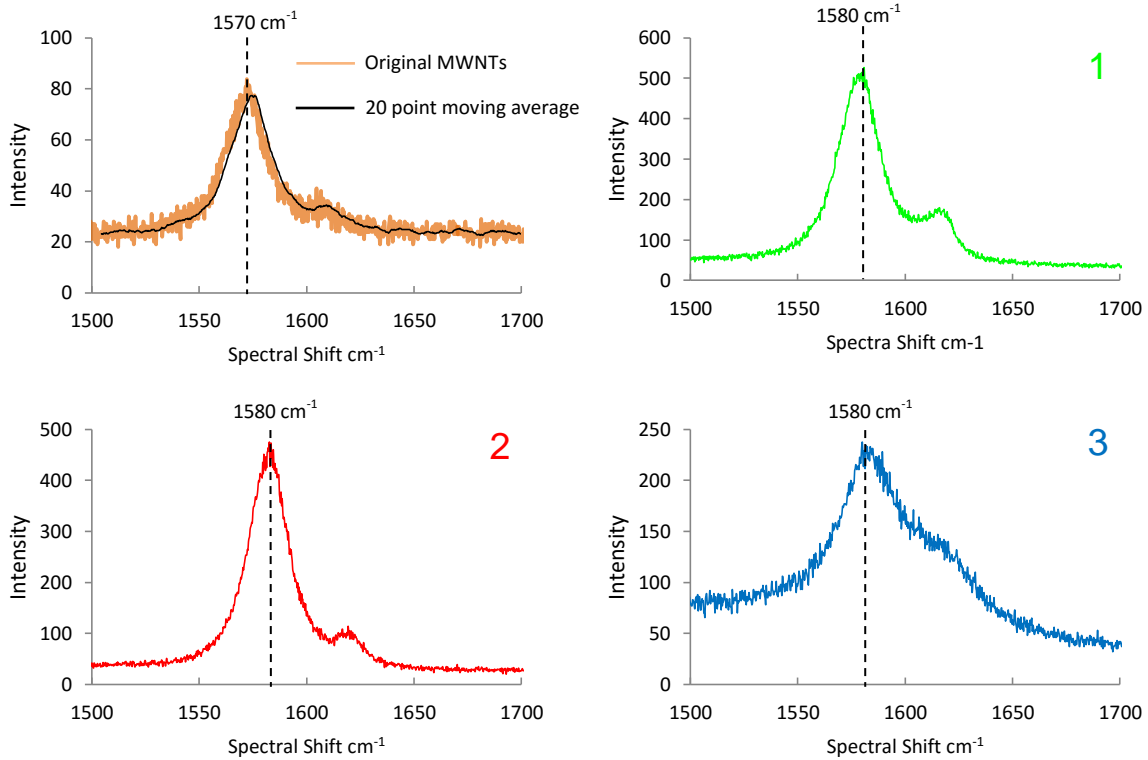 1570 cm⁻¹
100
80
60
40
20
0
Intensity
1500 1550 1600 1650 1700
Spectral Shift cm⁻¹
Original MWNTs
20 point moving average
1580 cm⁻¹
1
600
500
400
300
200
100
0
Intensity
1500 1550 1600 1650 1700
Spectra Shift cm-1
1580 cm⁻¹
2
500
400
300
200
100
0
Intensity
1500 1550 1600 1650 1700
Spectral Shift cm⁻¹
1580 cm⁻¹
3
250
200
150
100
50
0
Intensity
1500 1550 1600 1650 1700
Spectral Shift cm⁻¹